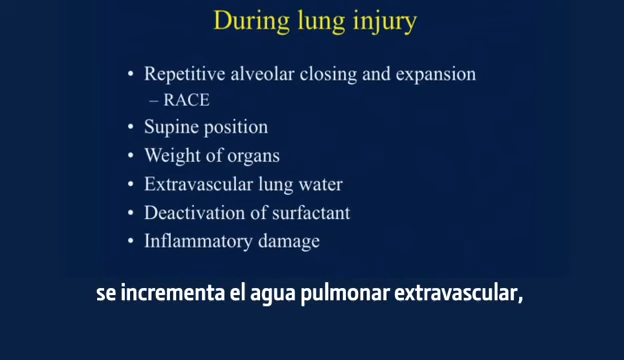 During lung injury
• Repetitive alveolar closing and expansion
– RACE
• Supine position
• Weight of organs
• Extravascular lung water
• Deactivation of surfactant
• Inflammatory damage
se incrementa el agua pulmonar extravascular,